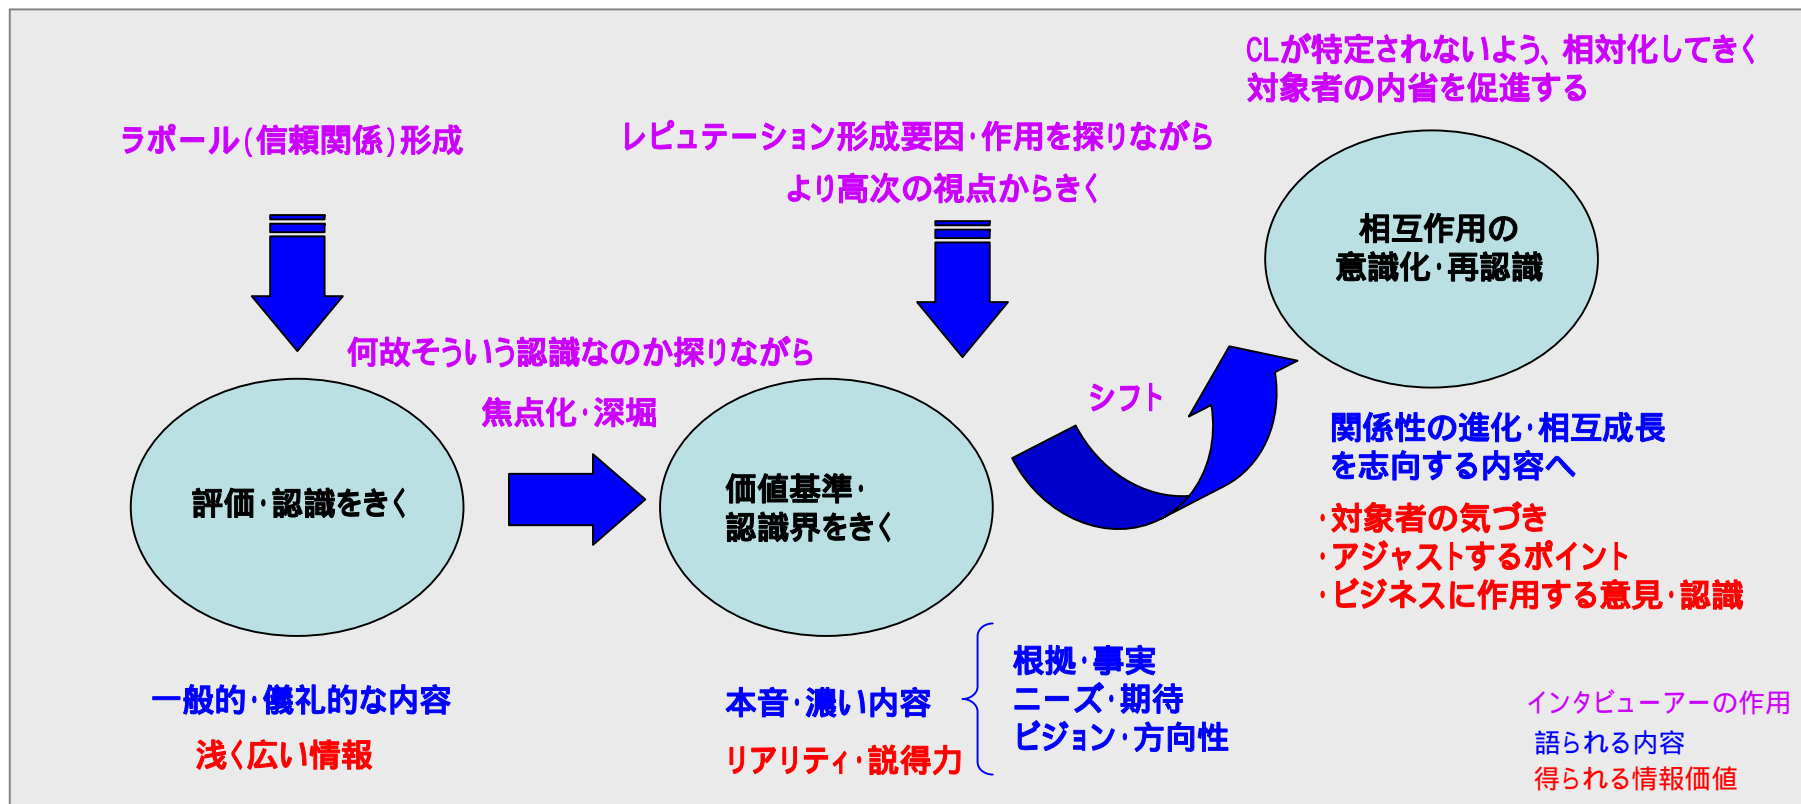 CLが特定されないよう、相対化してきく
対象者の内省を促進する
ラポール(信頼関係)形成
レピュテーション形成要因・作用を探りながら
より高次の視点からきく
相互作用の
意識化・再認識
何故そういう認識なのか探りながら
焦点化・深堀
シフト
評価・認識をきく
価値基準・
認識界をきく
関係性の進化・相互成長
を志向する内容へ
・対象者の気づき
・アジャストするポイント
・ビジネスに作用する意見・認識
一般的・儀礼的な内容
浅く広い情報
本音・濃い内容
リアリティ・説得力
根拠・事実
ニーズ・期待
ビジョン・方向性
インタビューアーの作用
語られる内容
得られる情報価値